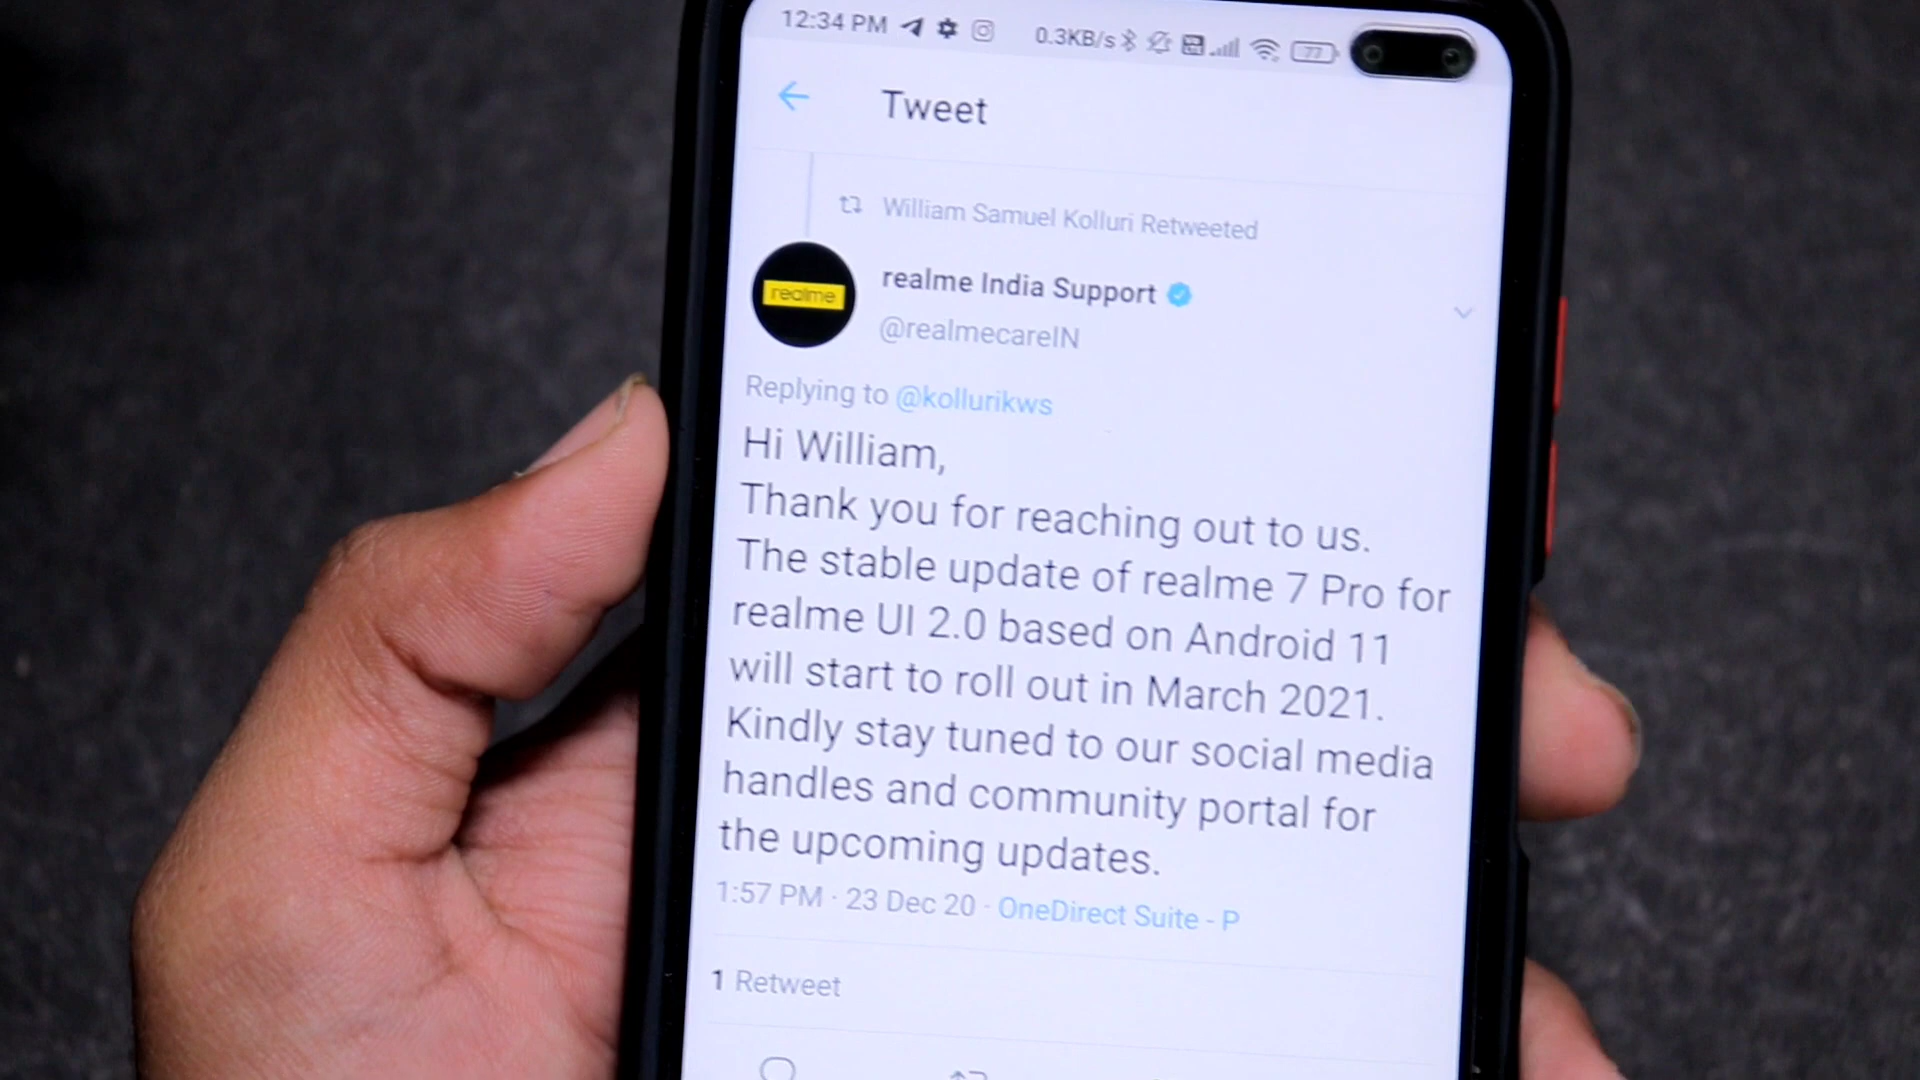 12:34 PM 0.3KB/s 77
Tweet
William Samuel Kolluri Retweeted
realme
realme India Support
@realmecareIN
Replying to @kollurikws
Hi William,
Thank you for reaching out to us.
The stable update of realme 7 Pro for
realme UI 2.0 based on Android 11
will start to roll out in March 2021.
Kindly stay tuned to our social media
handles and community portal for
the upcoming updates.
1:57 PM · 23 Dec 20 · OneDirect Suite - P
1 Retweet